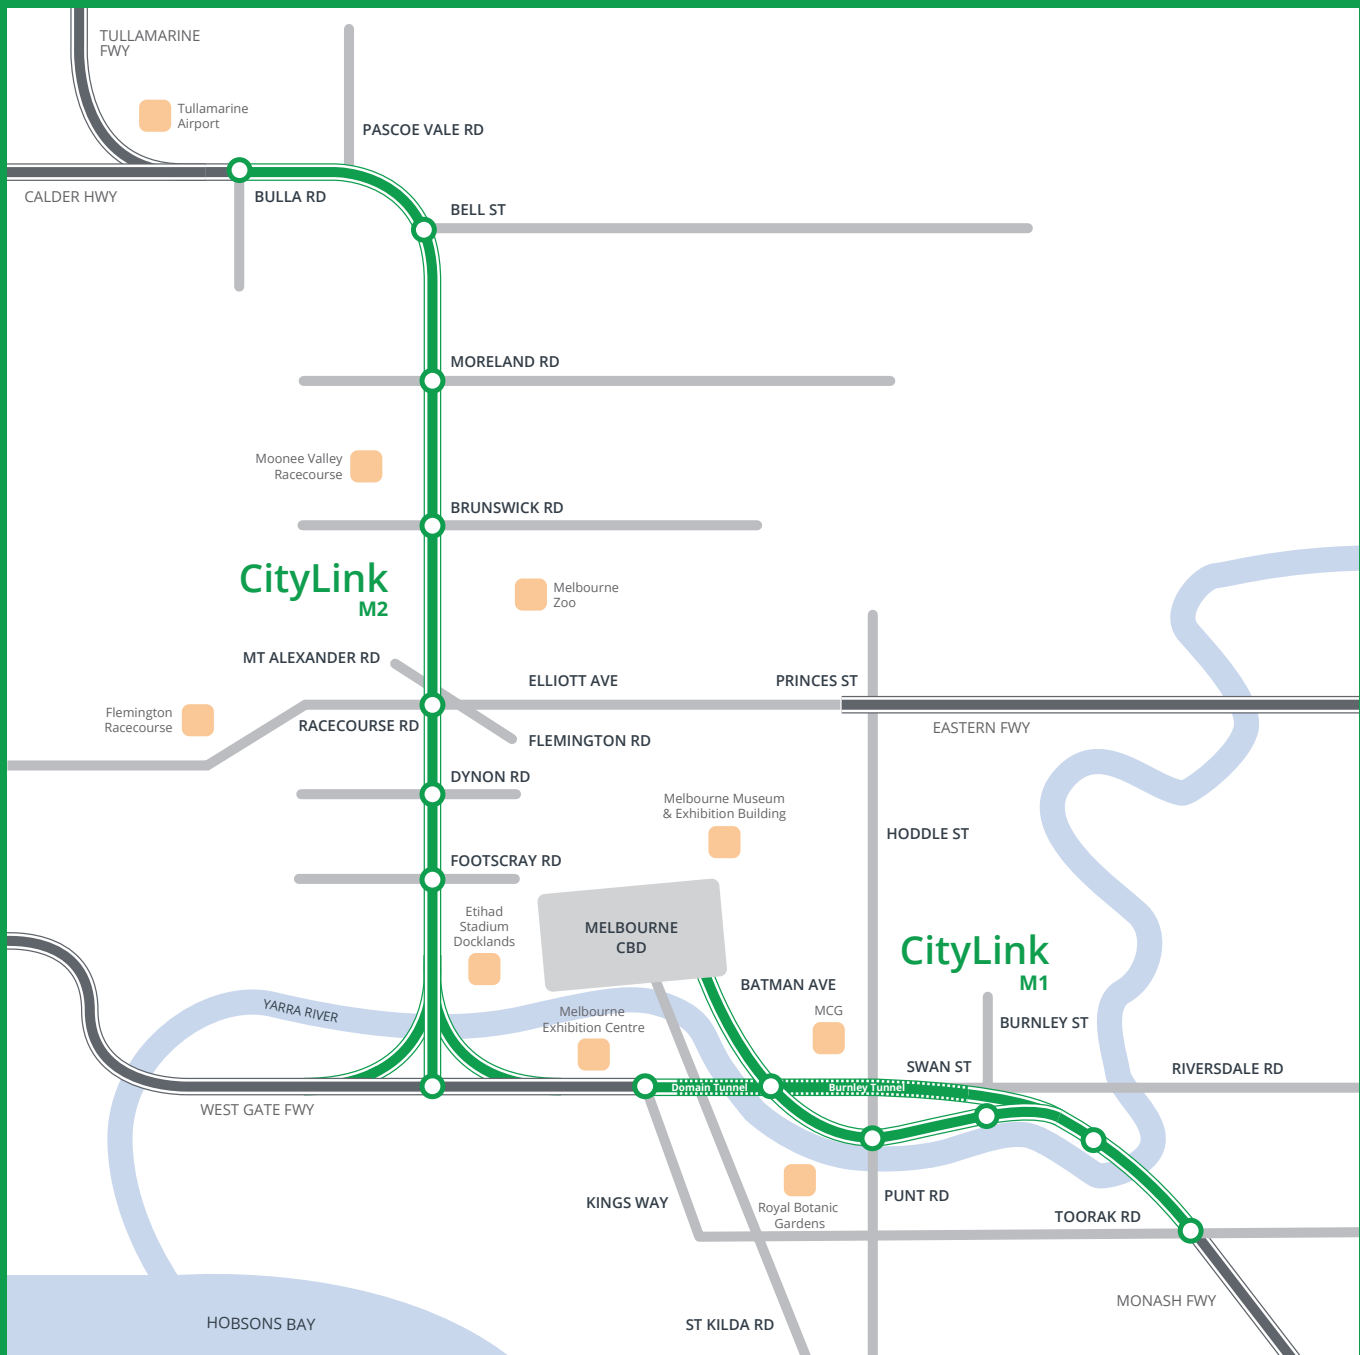 TULLAMARINE
FWY
Tullamarine
Airport
PASCOE VALE RD
CALDER HWY
BULLA RD
BELL ST
MORELAND RD
Moonee Valley
Racecourse
BRUNSWICK RD
CityLink
M2
Melbourne
Zoo
MT ALEXANDER RD
ELLIOTT AVE
PRINCES ST
Flemington
Racecourse
RACECOURSE RD
FLEMINGTON RD
EASTERN FWY
DYNON RD
Melbourne Museum
& Exhibition Building
HODDLE ST
FOOTSCRAY RD
Etihad
Stadium
Docklands
MELBOURNE
CBD
CityLink
M1
BATMAN AVE
YARRA RIVER
Melbourne
Exhibition Centre
MCG
BURNLEY ST
SWAN ST
RIVERSDALE RD
Domain Tunnel
Burnley Tunnel
WEST GATE FWY
KINGS WAY
Royal Botanic
Gardens
PUNT RD
TOORAK RD
MONASH FWY
HOBSONS BAY
ST KILDA RD